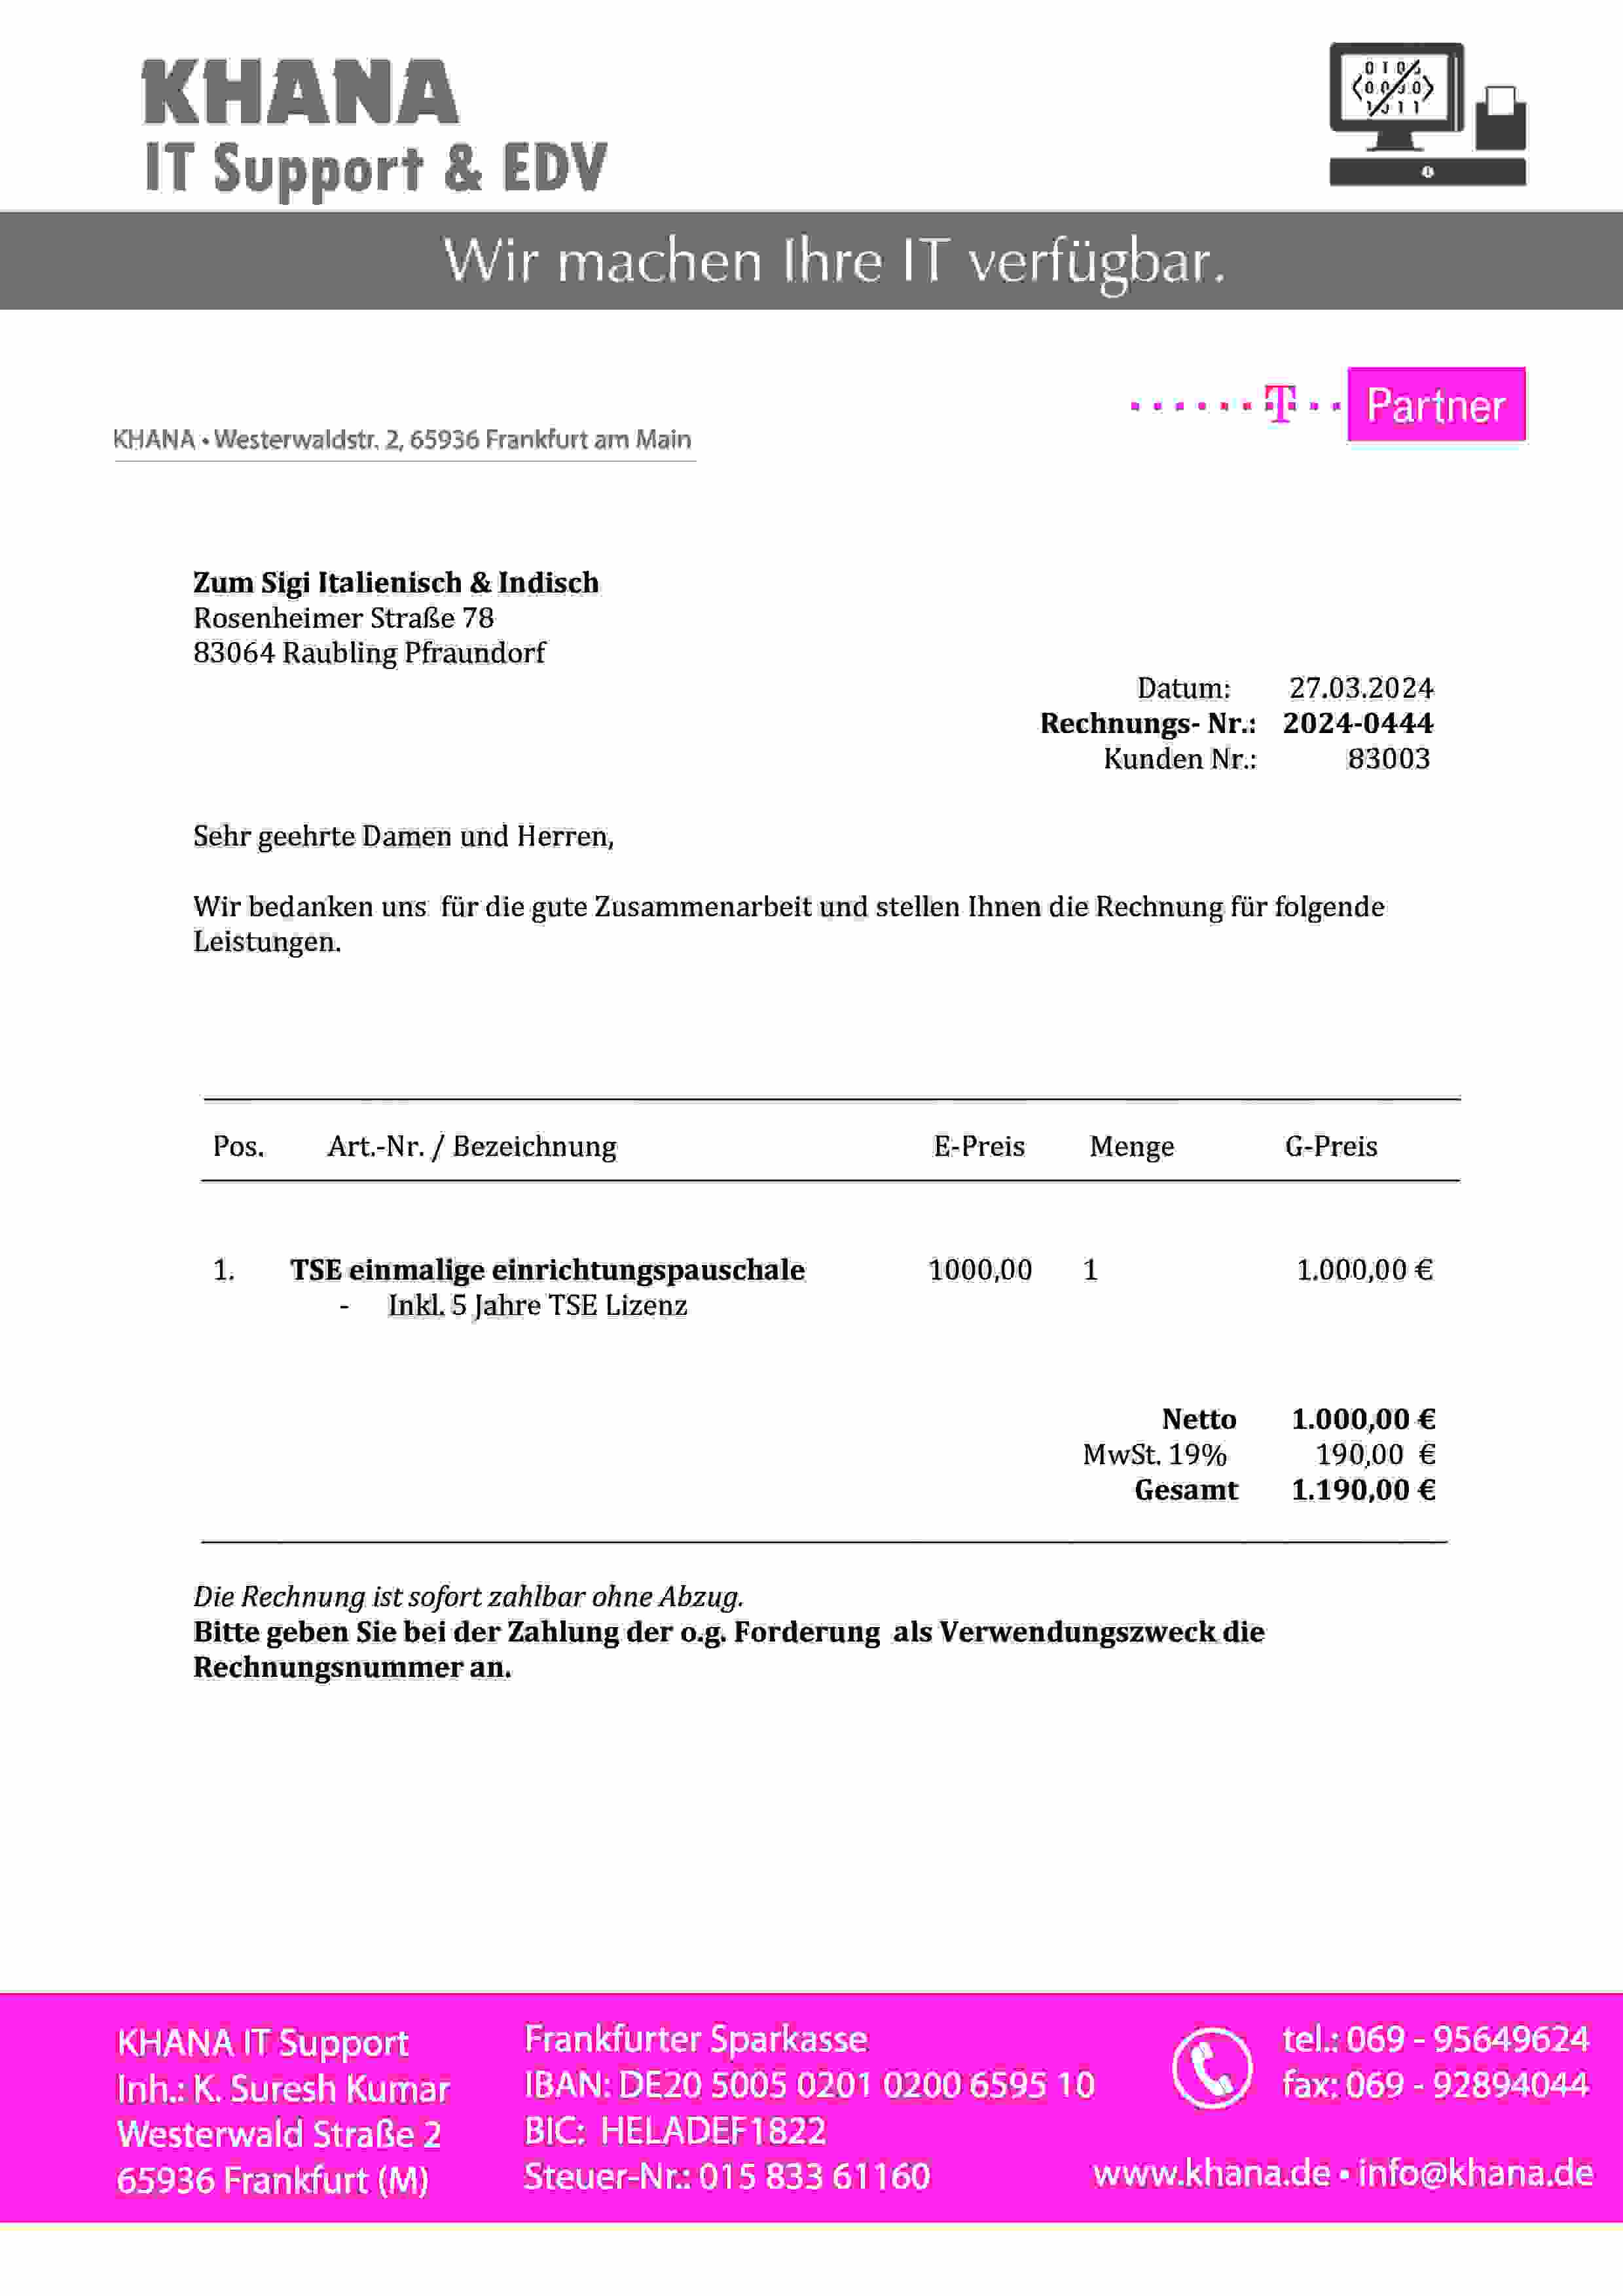 KHANA
IT Support & EDV
Wir machen Ihre IT verfügbar.
T Partner
KHANA • Westerwaldstr. 2, 65936 Frankfurt am Main
Zum Sigi Italienisch & Indisch
Rosenheimer Straße 78
83064 Raubling Pfraundorf
Datum: 27.03.2024
Rechnungs- Nr.: 2024-0444
Kunden Nr.: 83003
Sehr geehrte Damen und Herren,
Wir bedanken uns für die gute Zusammenarbeit und stellen Ihnen die Rechnung für folgende
Leistungen.
Pos. Art.-Nr. / Bezeichnung E-Preis Menge G-Preis
1. TSE einmalige einrichtungspauschale 1000,00 1 1.000,00 €
- Inkl. 5 Jahre TSE Lizenz
Netto 1.000,00 €
MwSt. 19% 190,00 €
Gesamt 1.190,00 €
Die Rechnung ist sofort zahlbar ohne Abzug.
Bitte geben Sie bei der Zahlung der o.g. Forderung als Verwendungszweck die
Rechnungsnummer an.
KHANA IT Support
Inh.: K. Suresh Kumar
Westerwald Straße 2
65936 Frankfurt (M)
Frankfurter Sparkasse
IBAN: DE20 5005 0201 0200 6595 10
BIC: HELADEF1822
Steuer-Nr.: 015 833 61160
tel.: 069 - 95649624
fax: 069 - 92894044
www.khana.de • info@khana.de